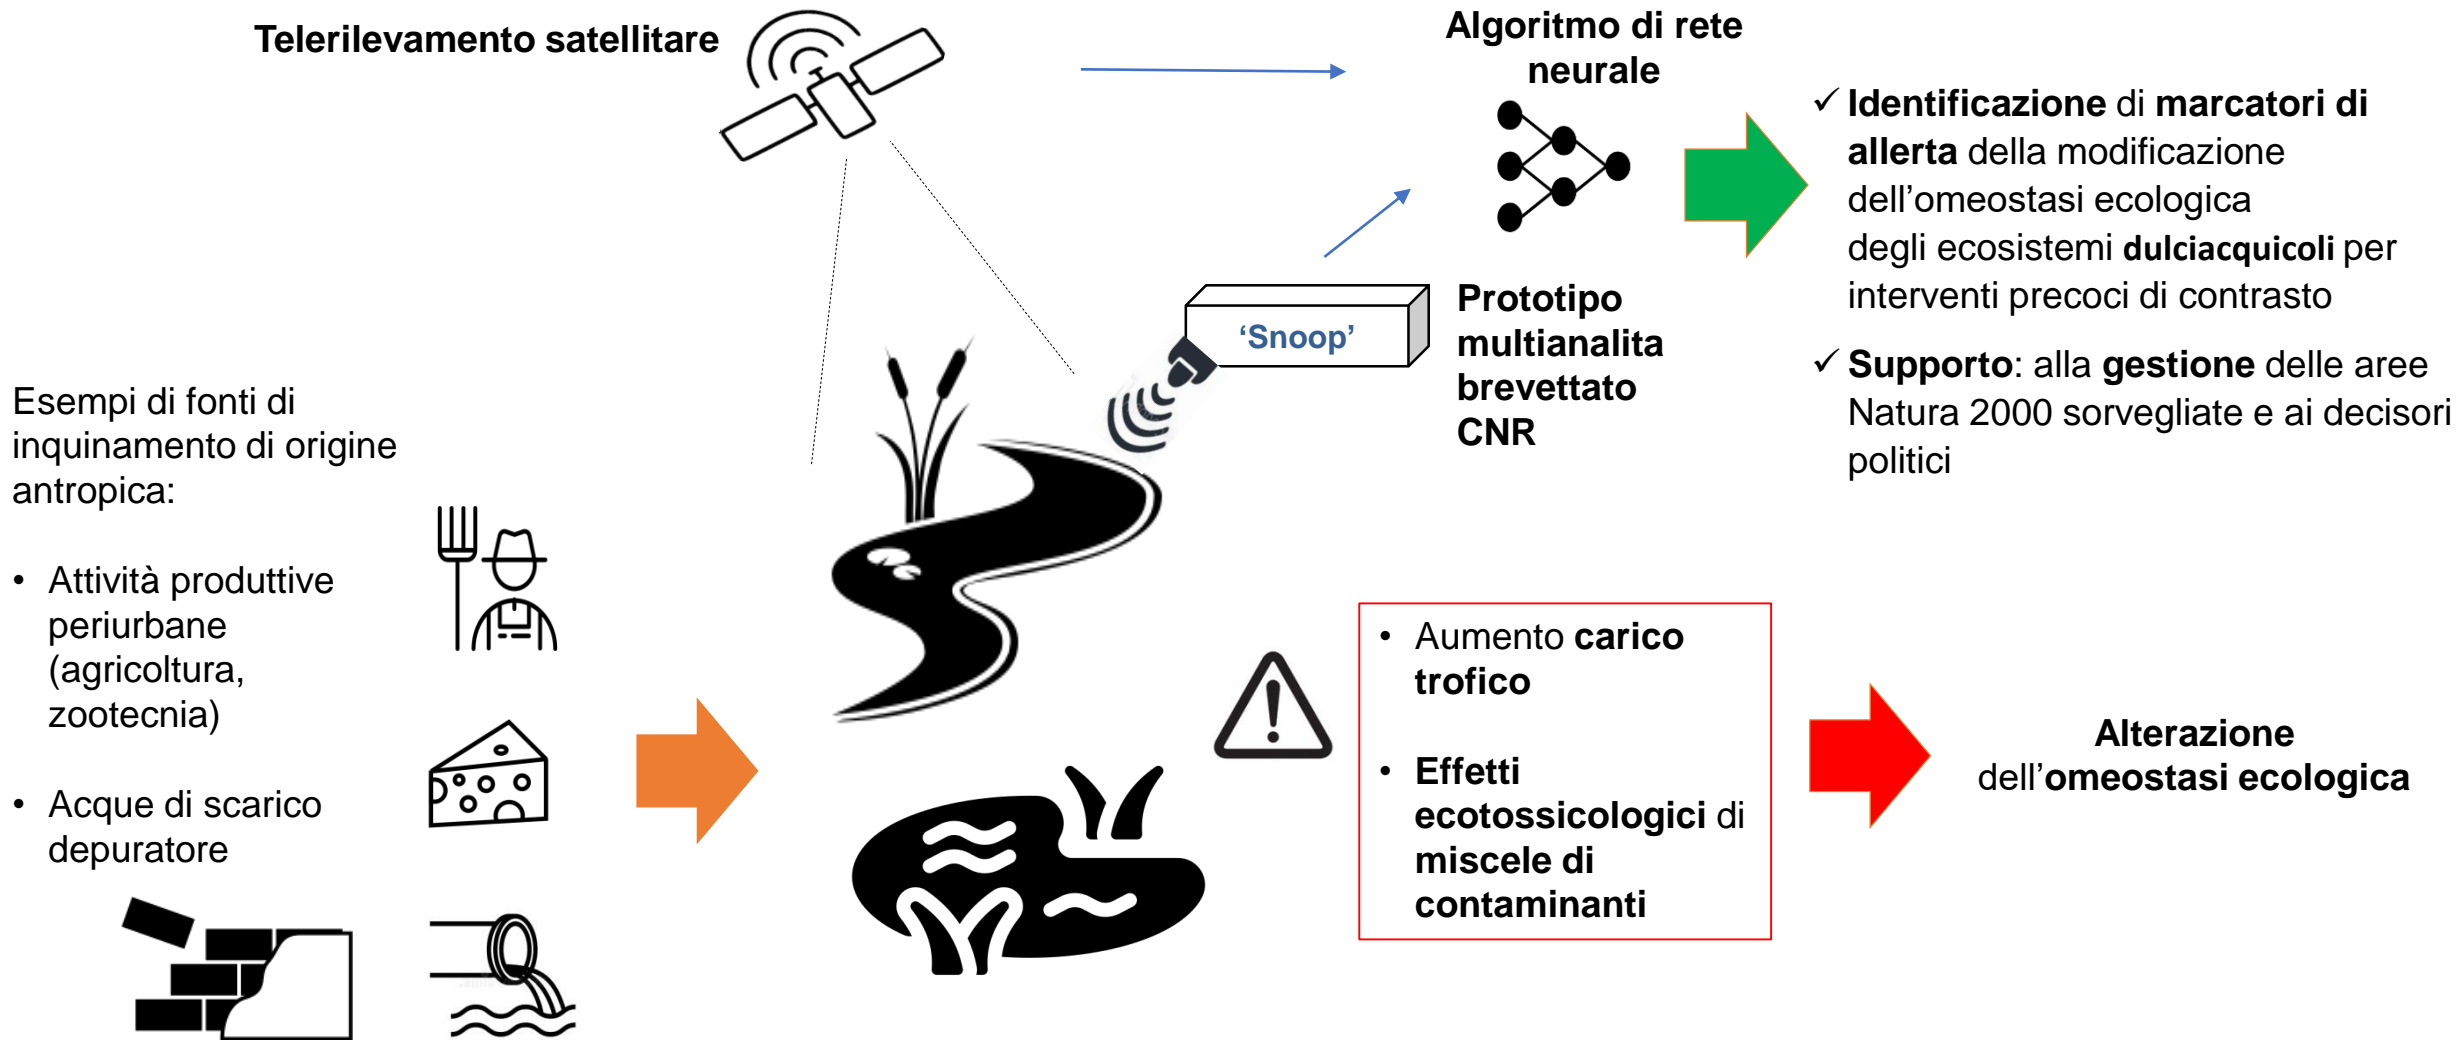 Telerilevamento satellitare
Algoritmo di rete
neurale
✓ Identificazione di marcatori di
allerta della modificazione
dell’omeostasi ecologica
degli ecosistemi dulciacquicoli per
interventi precoci di contrasto
✓ Supporto: alla gestione delle aree
Natura 2000 sorvegliate e ai decisori
politici
‘Snoop’
Prototipo
multianalita
brevettato
CNR
Esempi di fonti di
inquinamento di origine
antropica:
• Attività produttive
periurbane
(agricoltura,
zootecnia)
• Acque di scarico
depuratore
• Aumento carico
trofico
• Effetti
ecotossicologici di
miscele di
contaminanti
Alterazione
dell’omeostasi ecologica